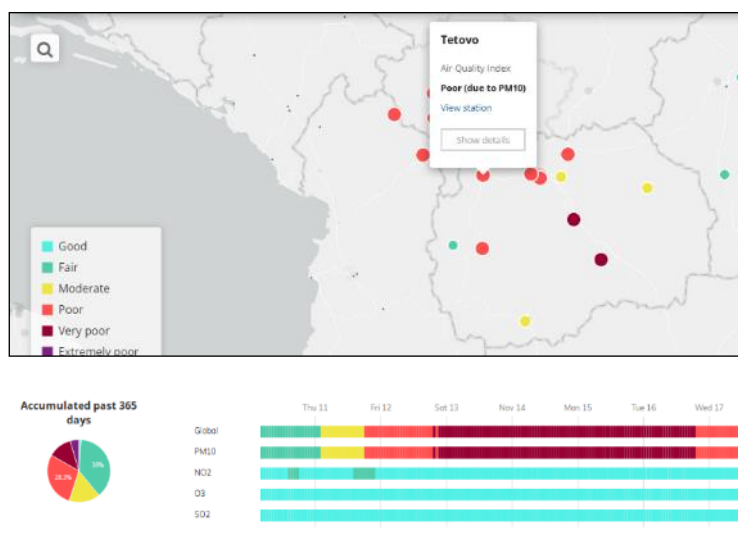 Tetovo
Air Quality Index
Poor (due to PM10)
View station
Show details
Good
Fair
Moderate
Poor
Very poor
Extremely poor
Accumulated past 365
days
Thu 11 Fri 12 Sat 13 Nov 14 Mon 15 Tue 16 Wed 17
Global
PM10
NO2
O3
SO2